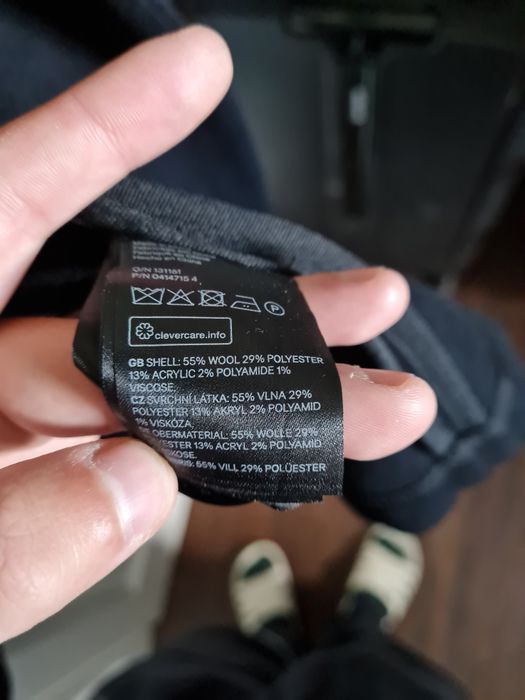 O/N 131161
P/N 0414715 4
P
clevercare.info
GB SHELL: 55% WOOL 29% POLYESTER
13% ACRYLIC 2% POLYAMIDE 1%
VISCOSE.
CZ SVRCHNÍ LÁTKA: 55% VLNA 29%
POLYESTER 13% AKRYL 2% POLYAMID
1% VISKÓZA.
OBERMATERIAL: 55% WOLLE 29%
ESTER 13% ACRYL 2% POLYAMID
KOSE.
55% VILL 29% POLÜESTER